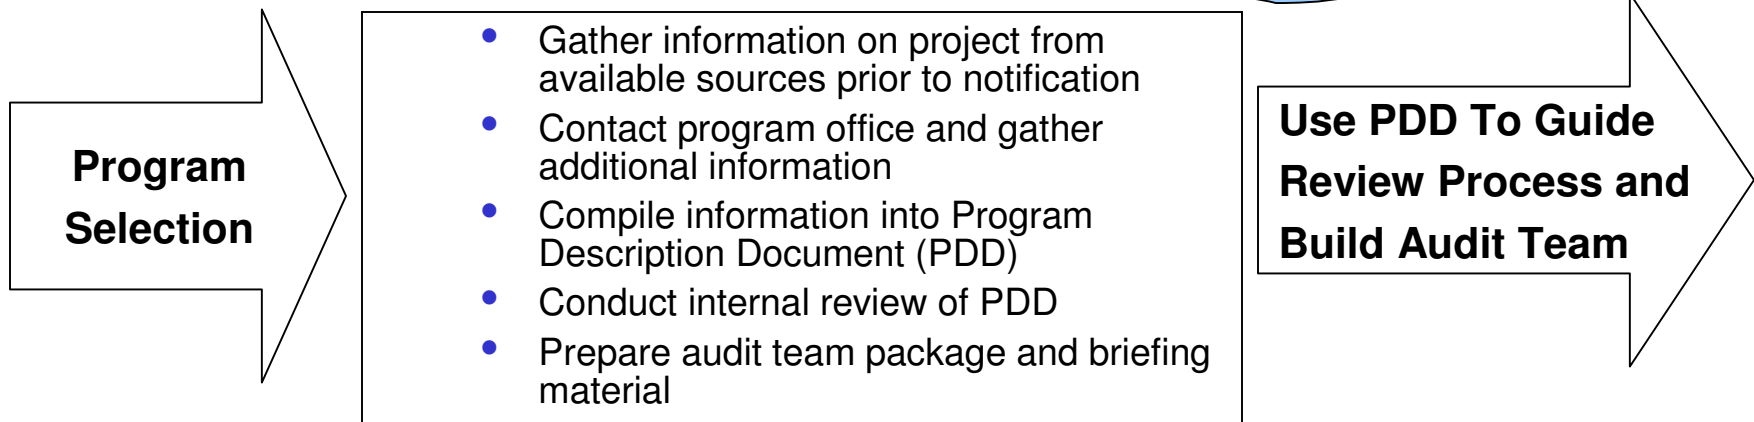 Program
Selection
• Gather information on project from
available sources prior to notification
• Contact program office and gather
additional information
• Compile information into Program
Description Document (PDD)
• Conduct internal review of PDD
• Prepare audit team package and briefing
material
Use PDD To Guide
Review Process and
Build Audit Team